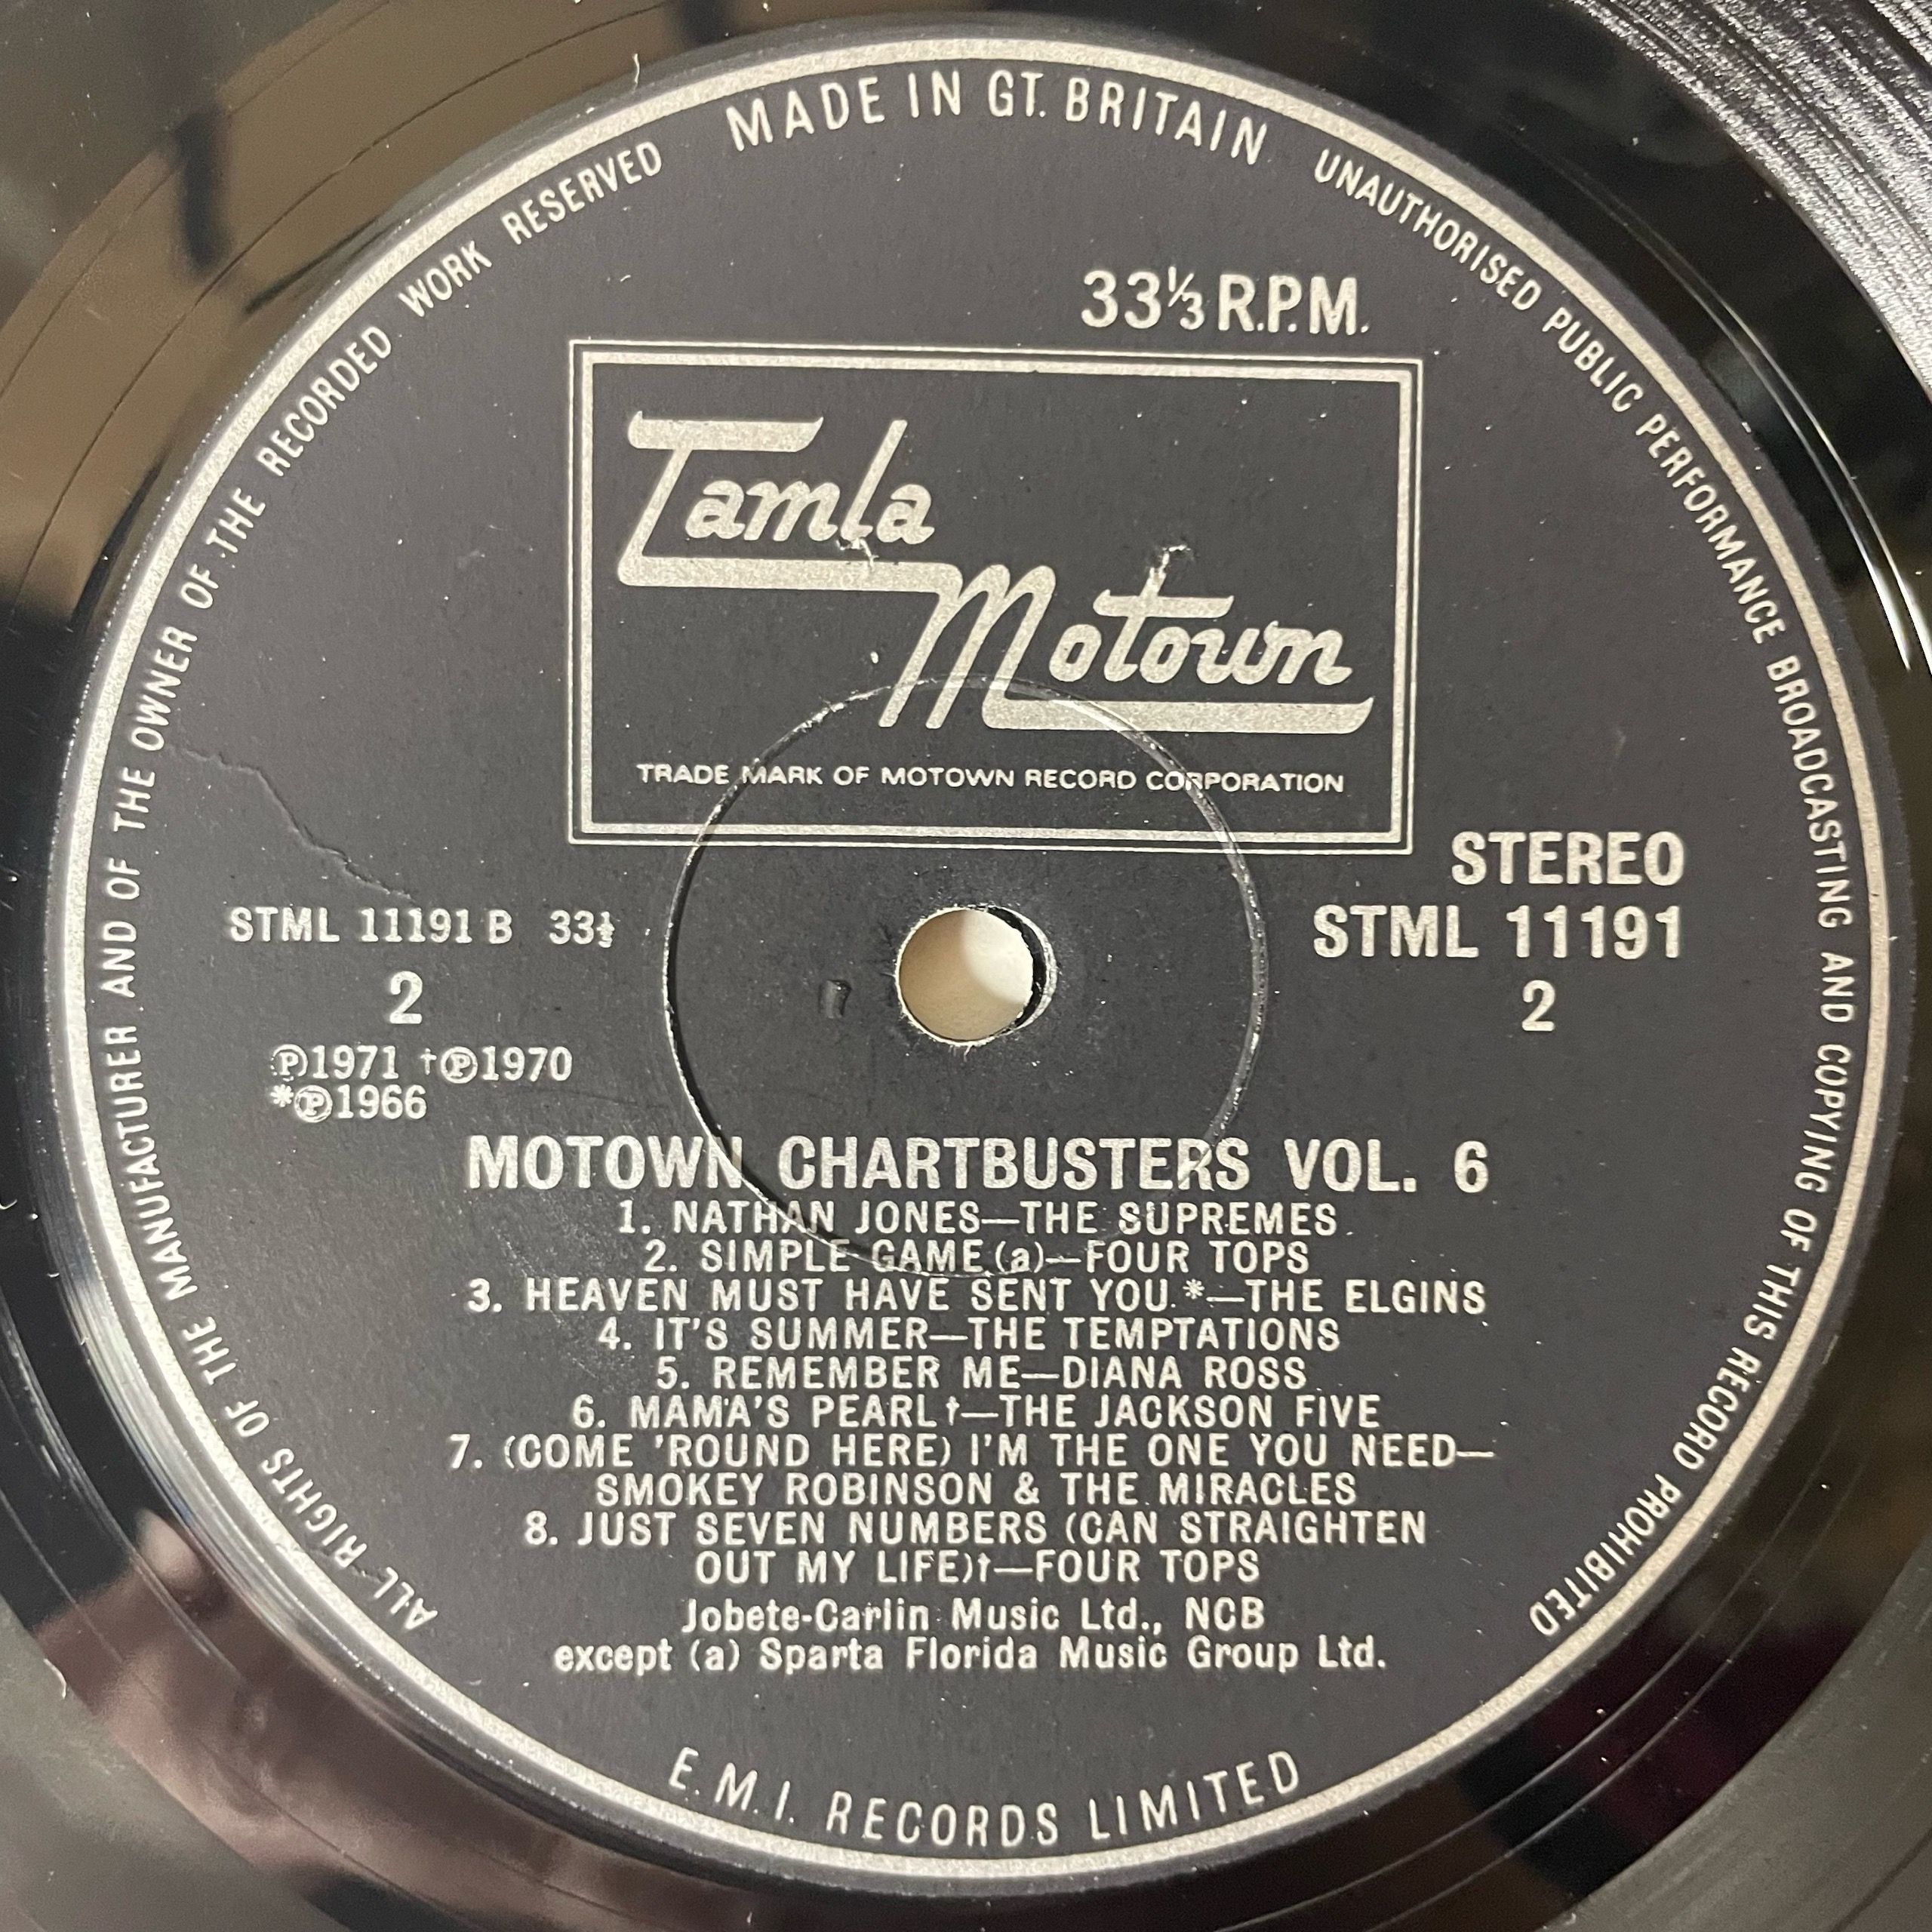 MADE IN GT. BRITAIN
UNAUTHORISED PUBLIC PERFORMANCE BROADCASTING AND COPYING OF THIS RECORD PROHIBITED
ALL RIGHTS OF THE MANUFACTURER AND OF THE OWNER OF THE RECORDED WORK RESERVED
33⅓ R.P.M.
Tamla
Motown
TRADE MARK OF MOTOWN RECORD CORPORATION
STEREO
STML 11191 B 33⅓
STML 11191
2
2
Ⓟ1971 †Ⓟ1970
*Ⓟ1966
MOTOWN CHARTBUSTERS VOL. 6
1. NATHAN JONES—THE SUPREMES
2. SIMPLE GAME (a)—FOUR TOPS
3. HEAVEN MUST HAVE SENT YOU *—THE ELGINS
4. IT'S SUMMER—THE TEMPTATIONS
5. REMEMBER ME—DIANA ROSS
6. MAMA'S PEARL †—THE JACKSON FIVE
7. (COME 'ROUND HERE) I'M THE ONE YOU NEED—
SMOKEY ROBINSON & THE MIRACLES
8. JUST SEVEN NUMBERS (CAN STRAIGHTEN
OUT MY LIFE)†—FOUR TOPS
Jobete-Carlin Music Ltd., NCB
except (a) Sparta Florida Music Group Ltd.
E.M.I. RECORDS LIMITED